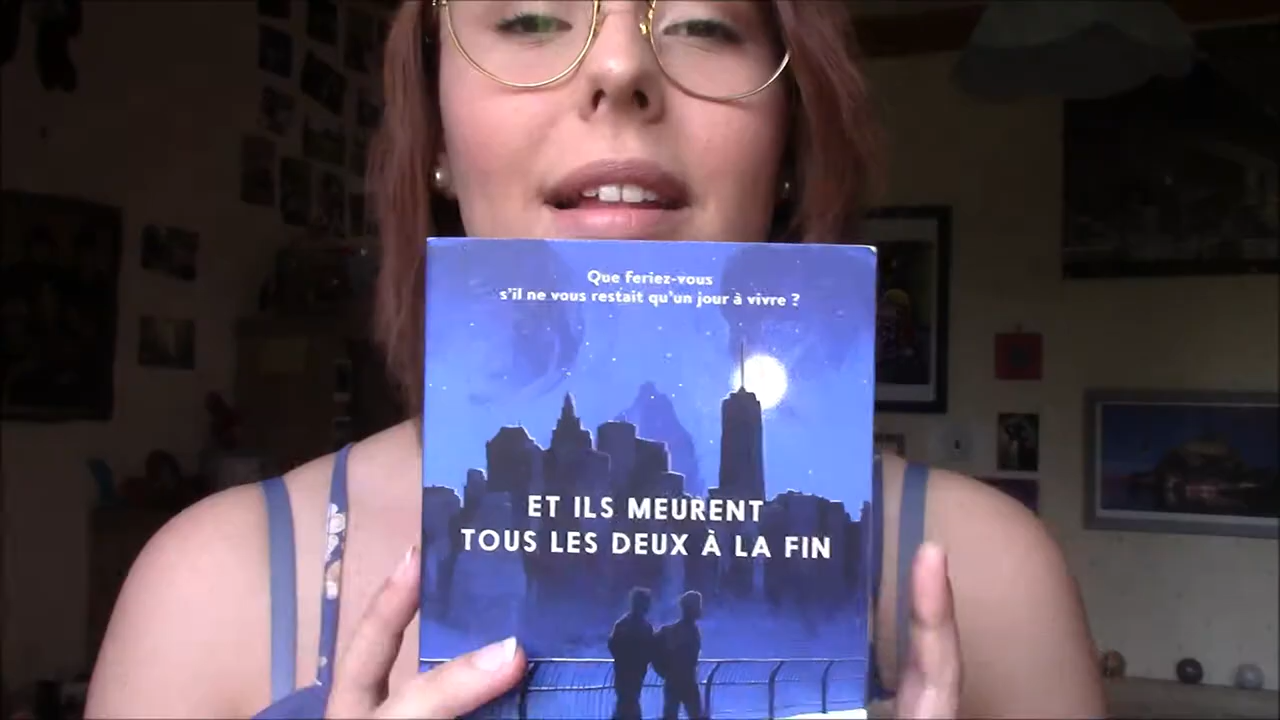 Que feriez-vous
s'il ne vous restait qu'un jour à vivre ?
ET ILS MEURENT
TOUS LES DEUX À LA FIN